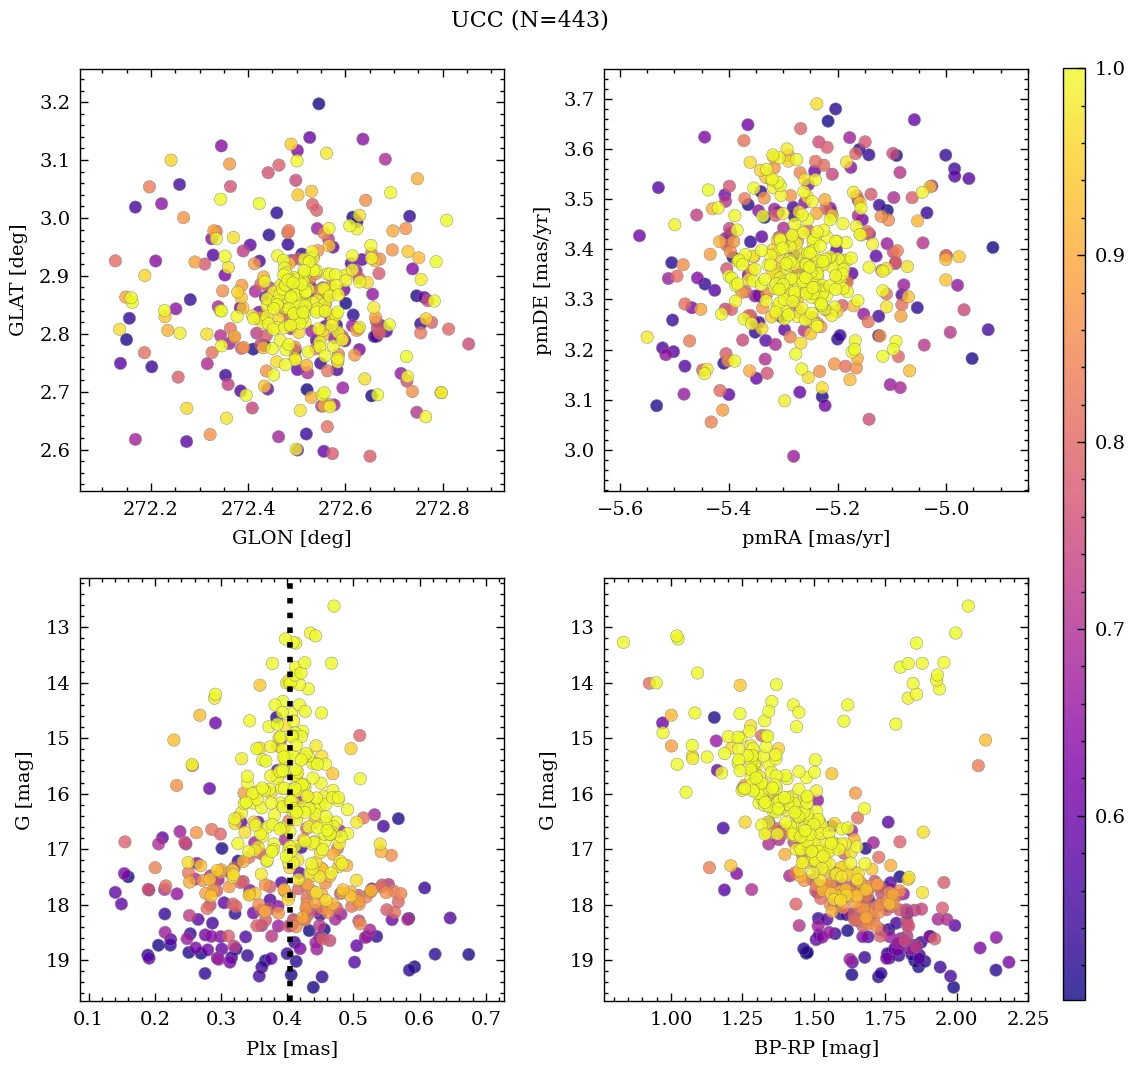 UCC (N=443)
3.2
3.1
3.0
2.9
2.8
2.7
2.6
GLAT [deg]
272.2 272.4 272.6 272.8
GLON [deg]
3.7
3.6
3.5
3.4
3.3
3.2
3.1
3.0
pmDE [mas/yr]
−5.6 −5.4 −5.2 −5.0
pmRA [mas/yr]
13
14
15
16
17
18
19
G [mag]
0.1 0.2 0.3 0.4 0.5 0.6 0.7
Plx [mas]
13
14
15
16
17
18
19
G [mag]
1.00 1.25 1.50 1.75 2.00 2.25
BP-RP [mag]
1.0
0.9
0.8
0.7
0.6